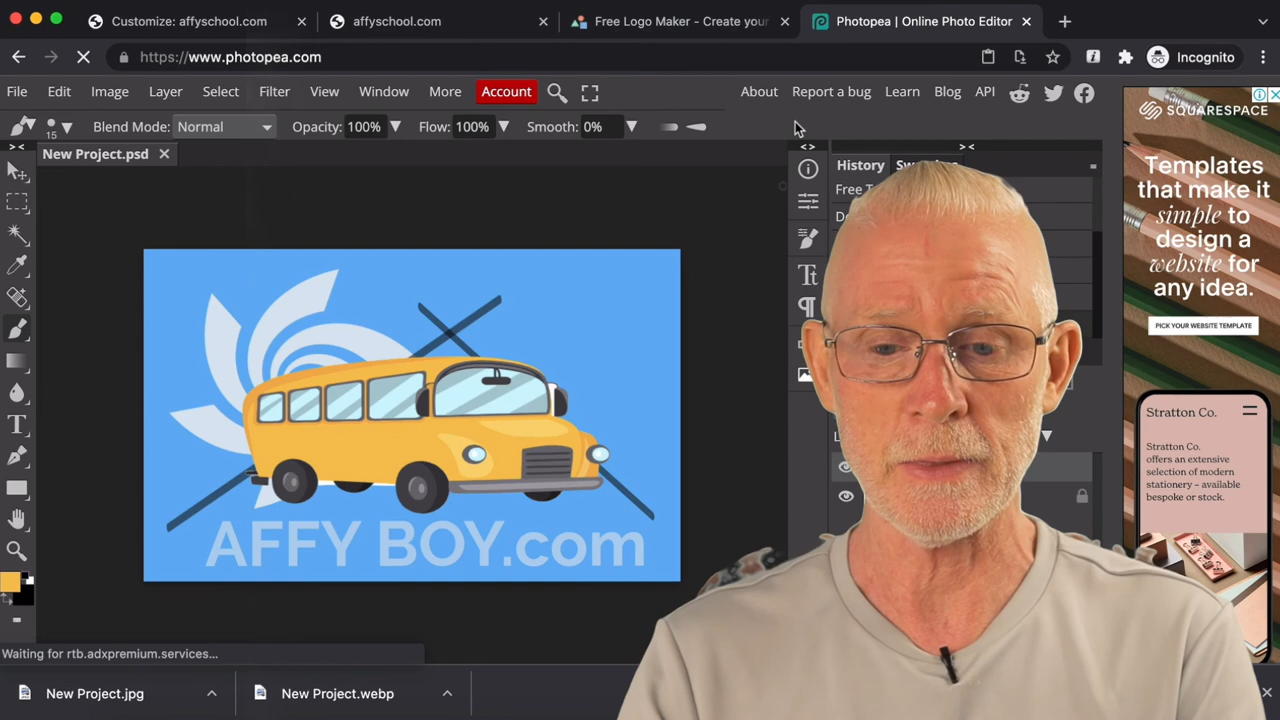 Customize: affyschool.com
affyschool.com
Free Logo Maker - Create your
Photopea | Online Photo Editor
https://www.photopea.com
Incognito
File Edit Image Layer Select Filter View Window More Account
About Report a bug Learn Blog API
15
Blend Mode: Normal
Opacity: 100%
Flow: 100%
Smooth: 0%
New Project.psd
History
Free T
De
AFFY BOY.com
SQUARESPACE
Templates
that make it
simple to
design a
website for
any idea.
PICK YOUR WEBSITE TEMPLATE
Stratton Co.
Stratton Co.
offers an extensive
selection of modern
stationery – available
bespoke or stock.
Waiting for rtb.adxpremium.services...
New Project.jpg
New Project.webp